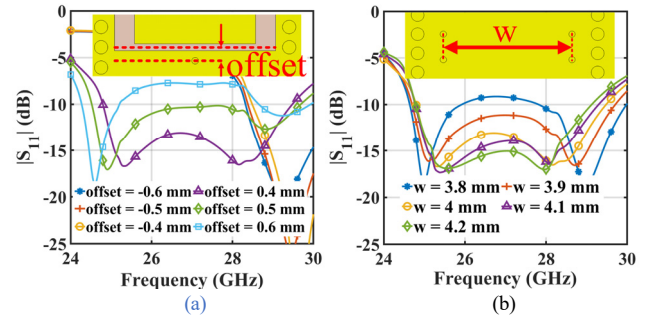 (a)
(b)
|S11| (dB)
-5
-10
-15
-20
-25
offset
offset = -0.6 mm
offset = 0.4 mm
offset = -0.5 mm
offset = 0.5 mm
offset = -0.4 mm
offset = 0.6 mm
24
26
28
30
Frequency (GHz)
(a)
|S11| (dB)
-5
-10
-15
-20
-25
w
w = 3.8 mm
w = 3.9 mm
w = 4 mm
w = 4.1 mm
w = 4.2 mm
24
26
28
30
Frequency (GHz)
(b)